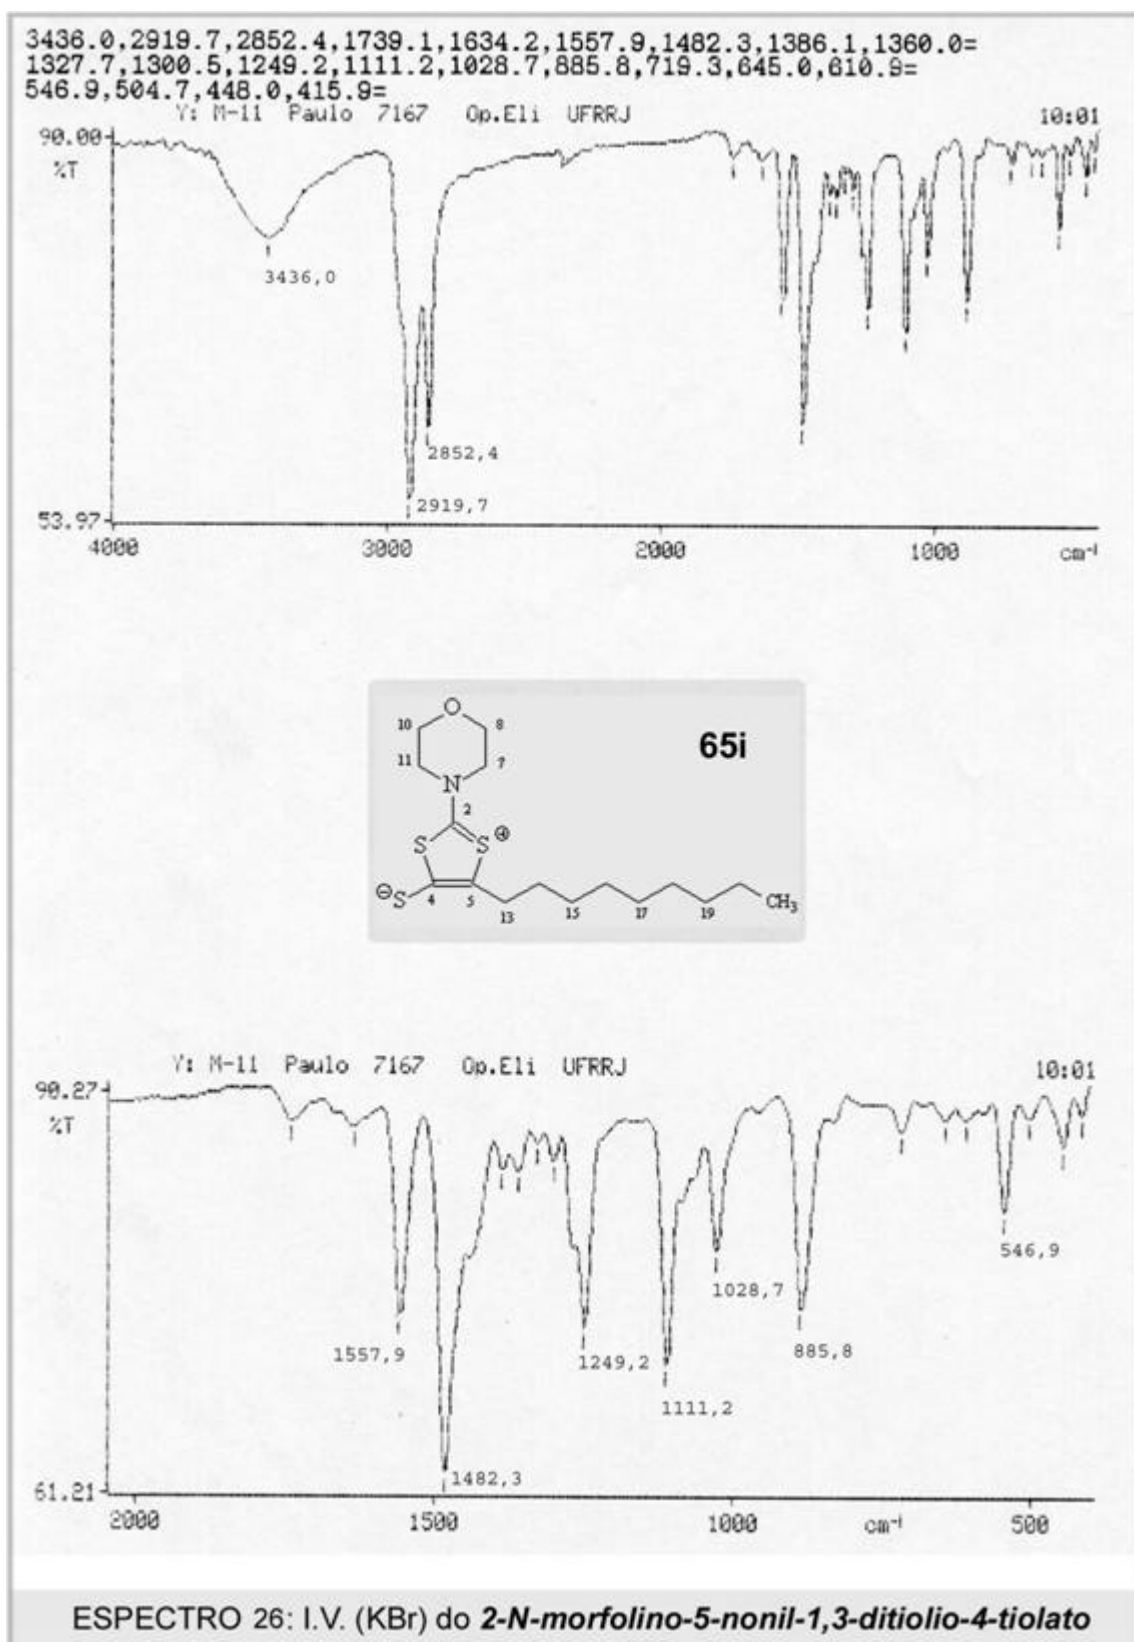 3436.0,2919.7,2852.4,1739.1,1634.2,1557.9,1482.3,1386.1,1360.0=
1327.7,1300.5,1249.2,1111.2,1028.7,885.8,719.3,645.0,610.9=
546.9,504.7,448.0,415.9=
Y: M-11 Paulo 7167 Op.Eli UFRRJ 10:01
90.00
%T
3436,0
2852,4
2919,7
53.97
4000 3000 2000 1000 cm-1
65i
O
10 8
11 7
N
2
S S ⊕
⊖ S 4 5 13 15 17 19 CH3
Y: M-11 Paulo 7167 Op.Eli UFRRJ 10:01
90.27
%T
546,9
1028,7
1557,9 1249,2 885,8
1111,2
1482,3
61.21
2000 1500 1000 cm-1 500
ESPECTRO 26: I.V. (KBr) do 2-N-morfolino-5-nonil-1,3-ditiolio-4-tiolato